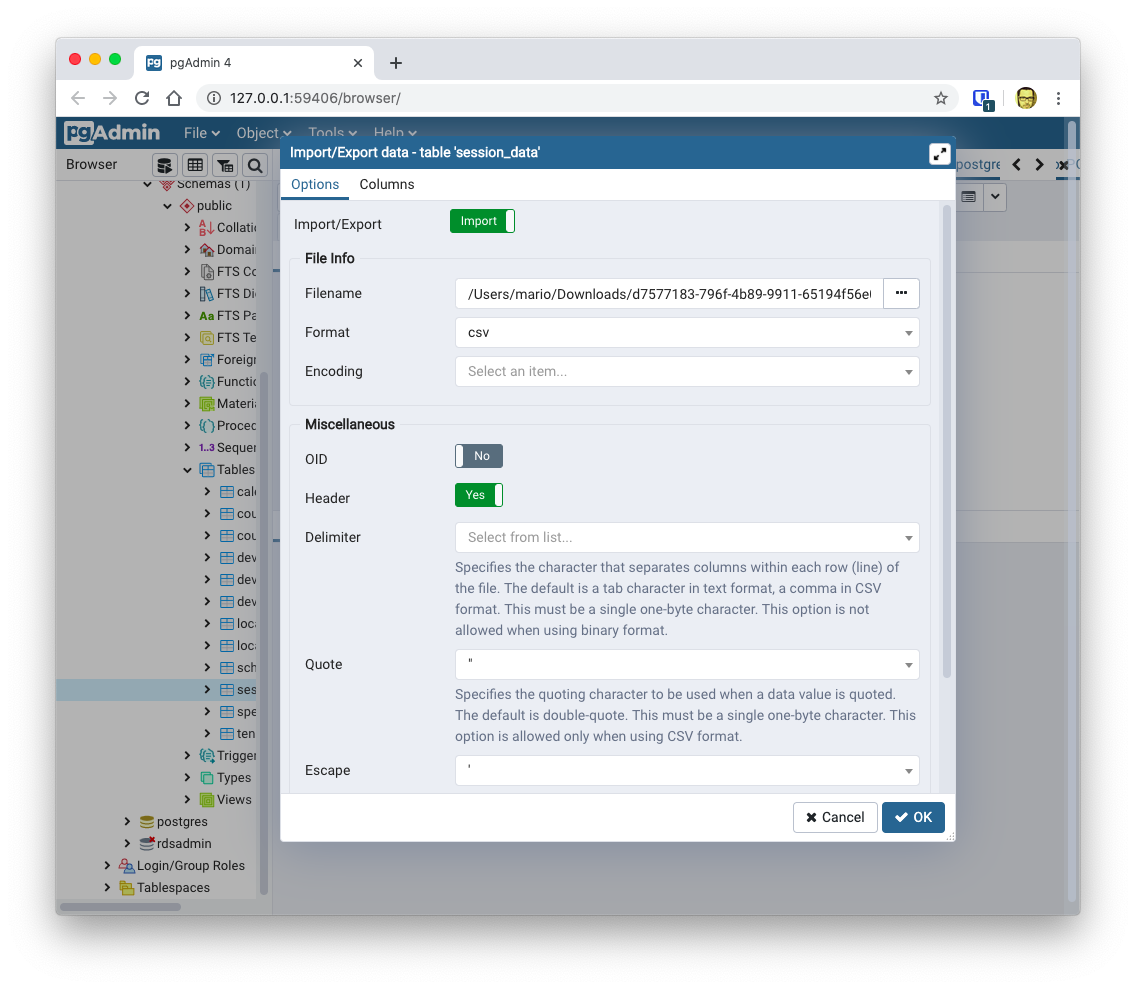 pgAdmin 4
127.0.0.1:59406/browser/
1
pgAdmin
File
Object
Tools
Help
Browser
Import/Export data - table 'session_data'
postgre
Options
Columns
Import/Export
Import
File Info
Filename
/Users/mario/Downloads/d7577183-796f-4b89-9911-65194f56e
Format
csv
Encoding
Select an item...
Miscellaneous
OID
No
Header
Yes
Delimiter
Select from list...
Specifies the character that separates columns within each row (line) of
the file. The default is a tab character in text format, a comma in CSV
format. This must be a single one-byte character. This option is not
allowed when using binary format.
Quote
"
Specifies the quoting character to be used when a data value is quoted.
The default is double-quote. This must be a single one-byte character. This
option is allowed only when using CSV format.
Escape
'
Cancel
OK
Schemas (1)
public
Collati
Domai
FTS Co
FTS Di
FTS Pa
FTS Te
Foreign
Functi
Materi
Proced
1..3 Sequer
Tables
cal
cou
cou
dev
dev
dev
loca
loca
sch
ses
spe
ten
Trigger
Types
Views
postgres
rdsadmin
Login/Group Roles
Tablespaces